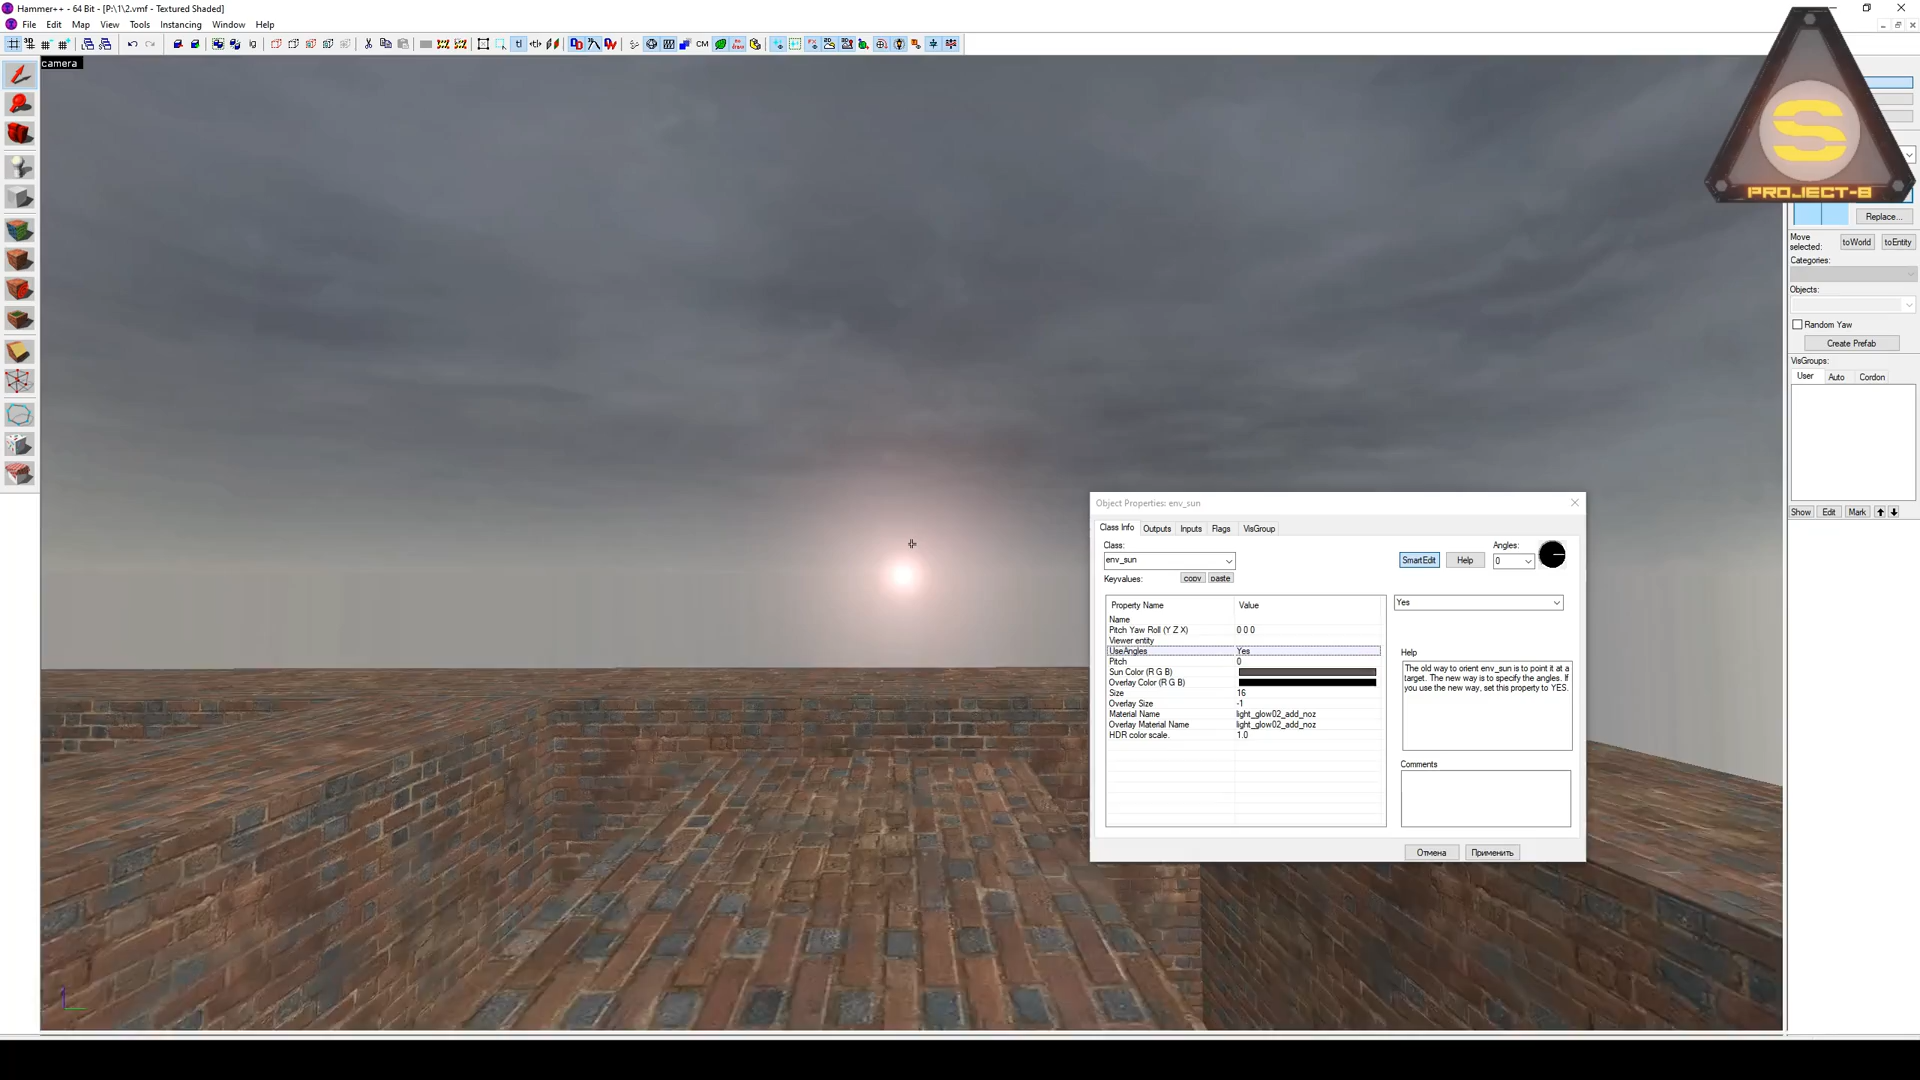 Hammer++ - 64 Bit - [P:\1\2.vmf - Textured Shaded]
File Edit Map View Tools Instancing Window Help
CM
camera
PROJECT-8
Replace...
Move selected: toWorld toEntity
Categories:
Objects:
Random Yaw
Create Prefab
VisGroups:
User Auto Cordon
Show Edit Mark
Object Properties: env_sun
Class Info Outputs Inputs Flags VisGroup
Class:
Angles:
env_sun
SmartEdit Help 0
Keyvalues: copy paste
Property Name Value
Yes
Name
Pitch Yaw Roll (Y Z X) 0 0 0
Viewer entity
UseAngles Yes
Pitch 0
Sun Color (R G B)
Overlay Color (R G B)
Size 16
Overlay Size -1
Material Name light_glow02_add_noz
Overlay Material Name light_glow02_add_noz
HDR color scale. 1.0
Help
The old way to orient env_sun is to point it at a
target. The new way is to specify the angles. If
you use the new way, set this property to YES.
Comments
Отмена Применить